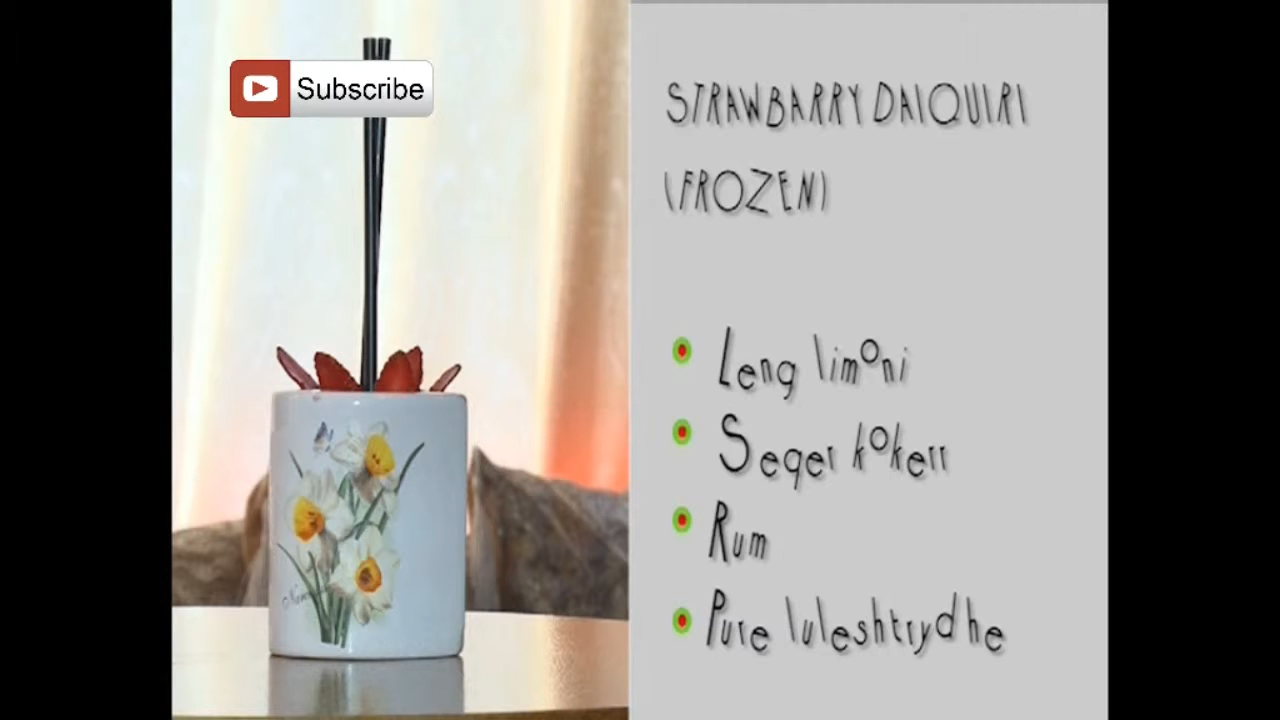 Subscribe
STRAWBARRY DAIQUIRI
(FROZEN)
Leng limoni
Seqer kokerr
Rum
Pure luleshtrydhe